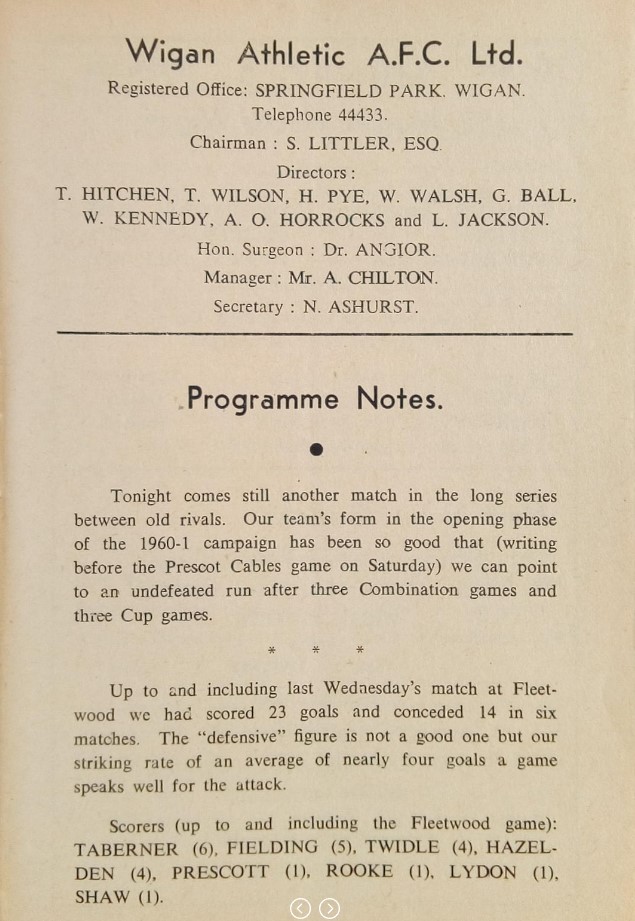 Wigan Athletic A.F.C. Ltd.
Registered Office: SPRINGFIELD PARK. WIGAN.
Telephone 44433.
Chairman : S. LITTLER, ESQ.
Directors :
T. HITCHEN, T. WILSON, H. PYE, W. WALSH, G. BALL,
W. KENNEDY, A. O. HORROCKS and L. JACKSON.
Hon. Surgeon : Dr. ANGIOR.
Manager : Mr. A. CHILTON.
Secretary : N. ASHURST.
Programme Notes.
Tonight comes still another match in the long series
between old rivals. Our team's form in the opening phase
of the 1960-1 campaign has been so good that (writing
before the Prescot Cables game on Saturday) we can point
to an undefeated run after three Combination games and
three Cup games.
* * *
Up to and including last Wednesday's match at Fleet-
wood we had scored 23 goals and conceded 14 in six
matches. The "defensive" figure is not a good one but our
striking rate of an average of nearly four goals a game
speaks well for the attack.
Scorers (up to and including the Fleetwood game):
TABERNER (6), FIELDING (5), TWIDLE (4), HAZEL-
DEN (4), PRESCOTT (1), ROOKE (1), LYDON (1),
SHAW (1).